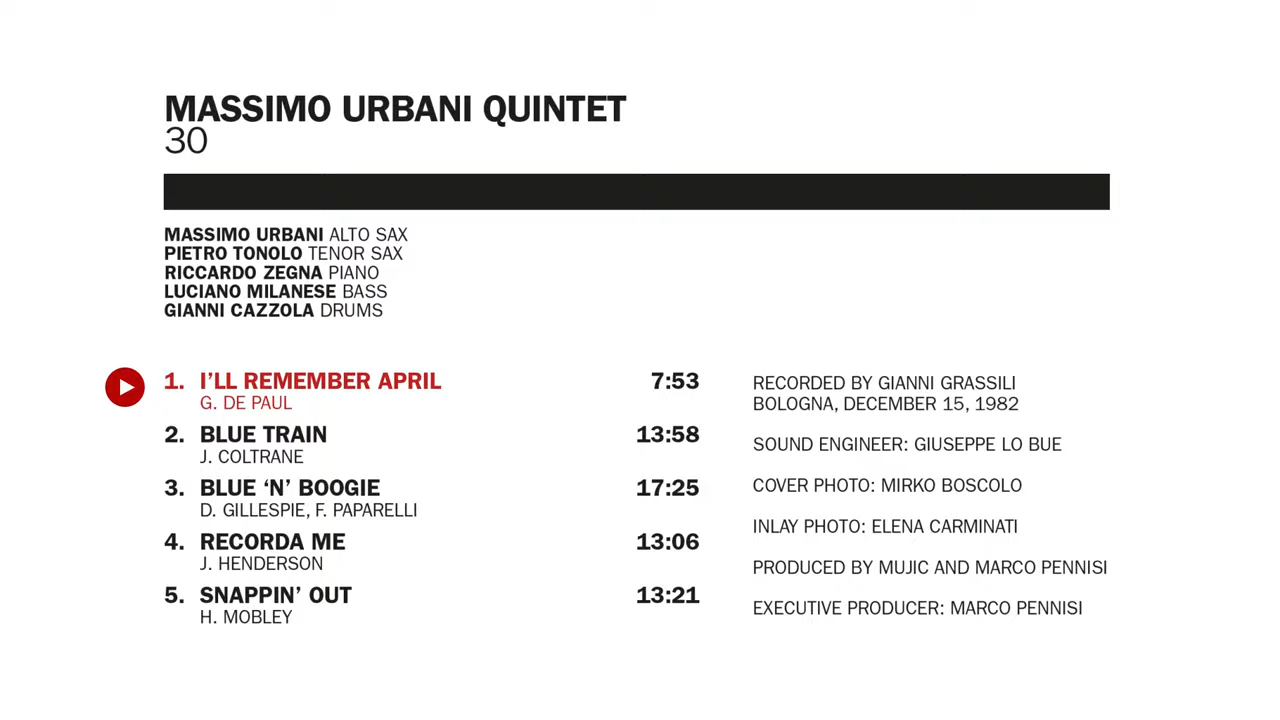 MASSIMO URBANI QUINTET
30
MASSIMO URBANI ALTO SAX
PIETRO TONOLO TENOR SAX
RICCARDO ZEGNA PIANO
LUCIANO MILANESE BASS
GIANNI CAZZOLA DRUMS
1. I’LL REMEMBER APRIL 7:53
G. DE PAUL
2. BLUE TRAIN 13:58
J. COLTRANE
3. BLUE ‘N’ BOOGIE 17:25
D. GILLESPIE, F. PAPARELLI
4. RECORDA ME 13:06
J. HENDERSON
5. SNAPPIN’ OUT 13:21
H. MOBLEY
RECORDED BY GIANNI GRASSILI
BOLOGNA, DECEMBER 15, 1982
SOUND ENGINEER: GIUSEPPE LO BUE
COVER PHOTO: MIRKO BOSCOLO
INLAY PHOTO: ELENA CARMINATI
PRODUCED BY MUJIC AND MARCO PENNISI
EXECUTIVE PRODUCER: MARCO PENNISI